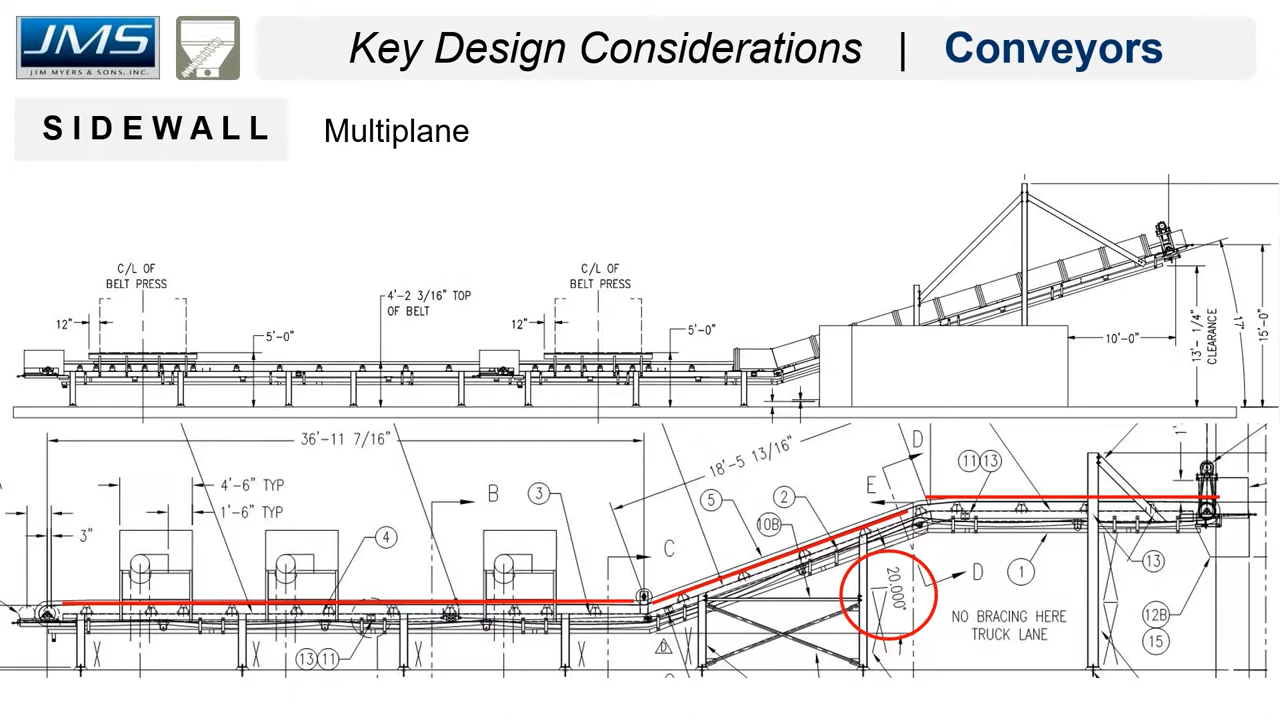 JMS
JIM MYERS & SONS, INC.
Key Design Considerations | Conveyors
SIDEWALL
Multiplane
C/L OF
BELT PRESS
C/L OF
BELT PRESS
4'-2 3/16" TOP
OF BELT
12"
5'-0"
12"
5'-0"
10'-0"
13'- 1/4"
CLEARANCE
17°
15'-0"
36'-11 7/16"
18'-5 13/16"
D
11 13
4'-6" TYP
1'-6" TYP
B
3
5
2
E
3"
4
10B
C
20.000°
D
1
13
NO BRACING HERE
TRUCK LANE
12B
15
13 11
D